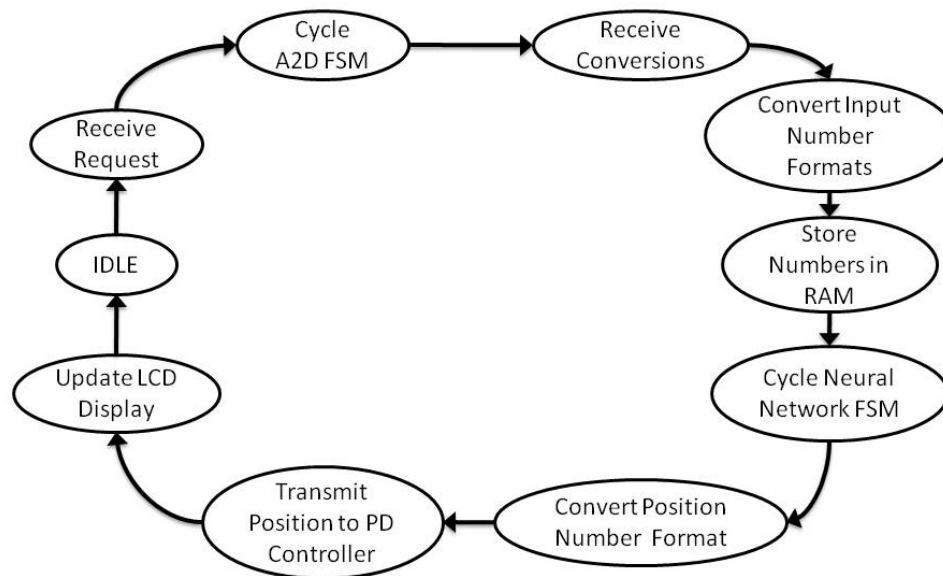 Cycle
A2D FSM
Receive
Conversions
Convert Input
Number
Formats
Store
Numbers in
RAM
Cycle Neural
Network FSM
Convert Position
Number Format
Transmit
Position to PD
Controller
Update LCD
Display
IDLE
Receive
Request